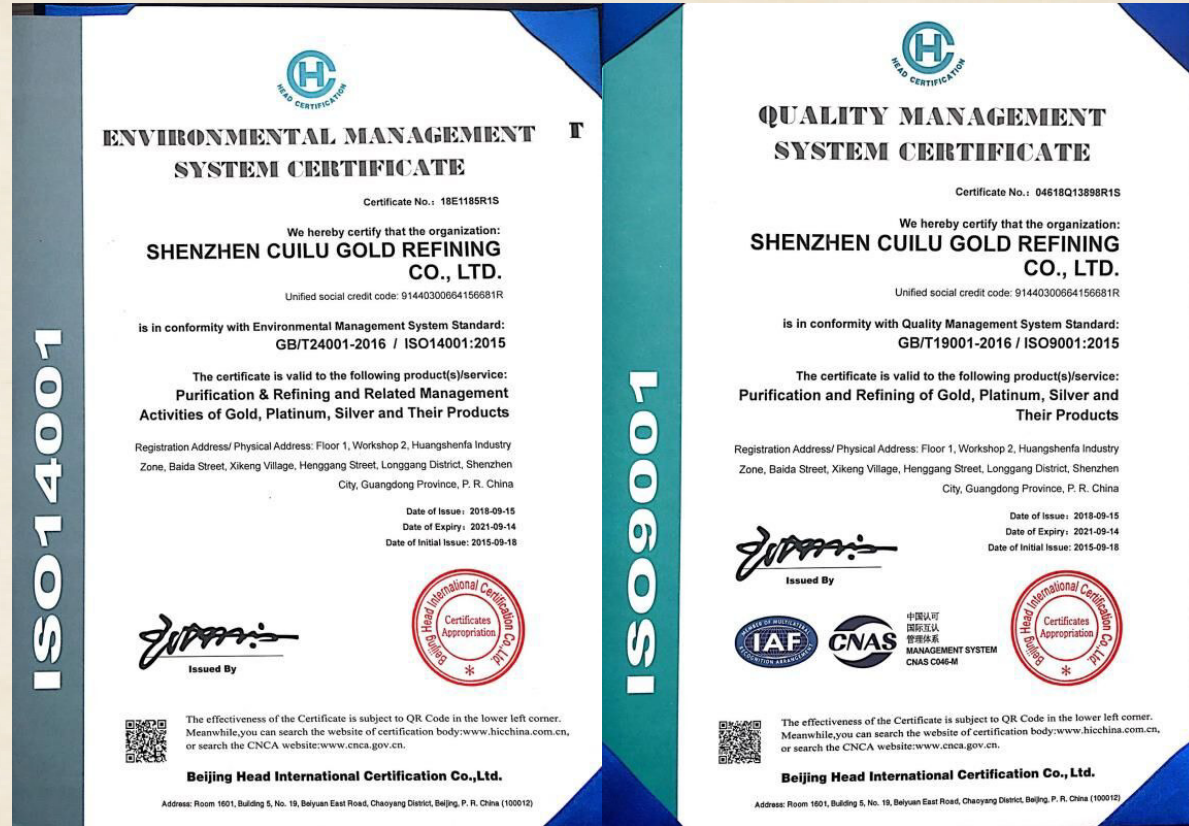 ISO14001
HC
HEAD CERTIFICATION
ENVIRONMENTAL MANAGEMENT
T
SYSTEM CERTIFICATE
Certificate No.: 18E1185R1S
We hereby certify that the organization:
SHENZHEN CUILU GOLD REFINING
CO., LTD.
Unified social credit code: 91440300664156681R
is in conformity with Environmental Management System Standard:
GB/T24001-2016 / ISO14001:2015
The certificate is valid to the following product(s)/service:
Purification & Refining and Related Management
Activities of Gold, Platinum, Silver and Their Products
Registration Address/ Physical Address: Floor 1, Workshop 2, Huangshenfa Industry
Zone, Baida Street, Xikeng Village, Henggang Street, Longgang District, Shenzhen
City, Guangdong Province, P. R. China
Date of Issue: 2018-09-15
Date of Expiry: 2021-09-14
Date of Initial Issue: 2015-09-18
Issued By
Beijing Head International Certification Co.,Ltd.
Certificates
Appropriation
The effectiveness of the Certificate is subject to QR Code in the lower left corner.
Meanwhile,you can search the website of certification body:www.hicchina.com.cn,
or search the CNCA website:www.cnca.gov.cn.
Beijing Head International Certification Co.,Ltd.
Address: Room 1601, Building 5, No. 19, Beiyuan East Road, Chaoyang District, Beijing, P. R. China (100012)
ISO9001
HC
HEAD CERTIFICATION
QUALITY MANAGEMENT
SYSTEM CERTIFICATE
Certificate No.: 04618Q13898R1S
We hereby certify that the organization:
SHENZHEN CUILU GOLD REFINING
CO., LTD.
Unified social credit code: 91440300664156681R
is in conformity with Quality Management System Standard:
GB/T19001-2016 / ISO9001:2015
The certificate is valid to the following product(s)/service:
Purification and Refining of Gold, Platinum, Silver and
Their Products
Registration Address/ Physical Address: Floor 1, Workshop 2, Huangshenfa Industry
Zone, Baida Street, Xikeng Village, Henggang Street, Longgang District, Shenzhen
City, Guangdong Province, P. R. China
Date of Issue: 2018-09-15
Date of Expiry: 2021-09-14
Date of Initial Issue: 2015-09-18
Issued By
MEMBER OF MULTILATERAL
IAF
RECOGNITION ARRANGEMENT
CNAS
中国认可
国际互认
管理体系
MANAGEMENT SYSTEM
CNAS C046-M
Beijing Head International Certification Co.,Ltd.
Certificates
Appropriation
The effectiveness of the Certificate is subject to QR Code in the lower left corner.
Meanwhile,you can search the website of certification body:www.hicchina.com.cn,
or search the CNCA website:www.cnca.gov.cn.
Beijing Head International Certification Co., Ltd.
Address: Room 1601, Building 5, No. 19, Beiyuan East Road, Chaoyang District, Beijing, P. R. China (100012)